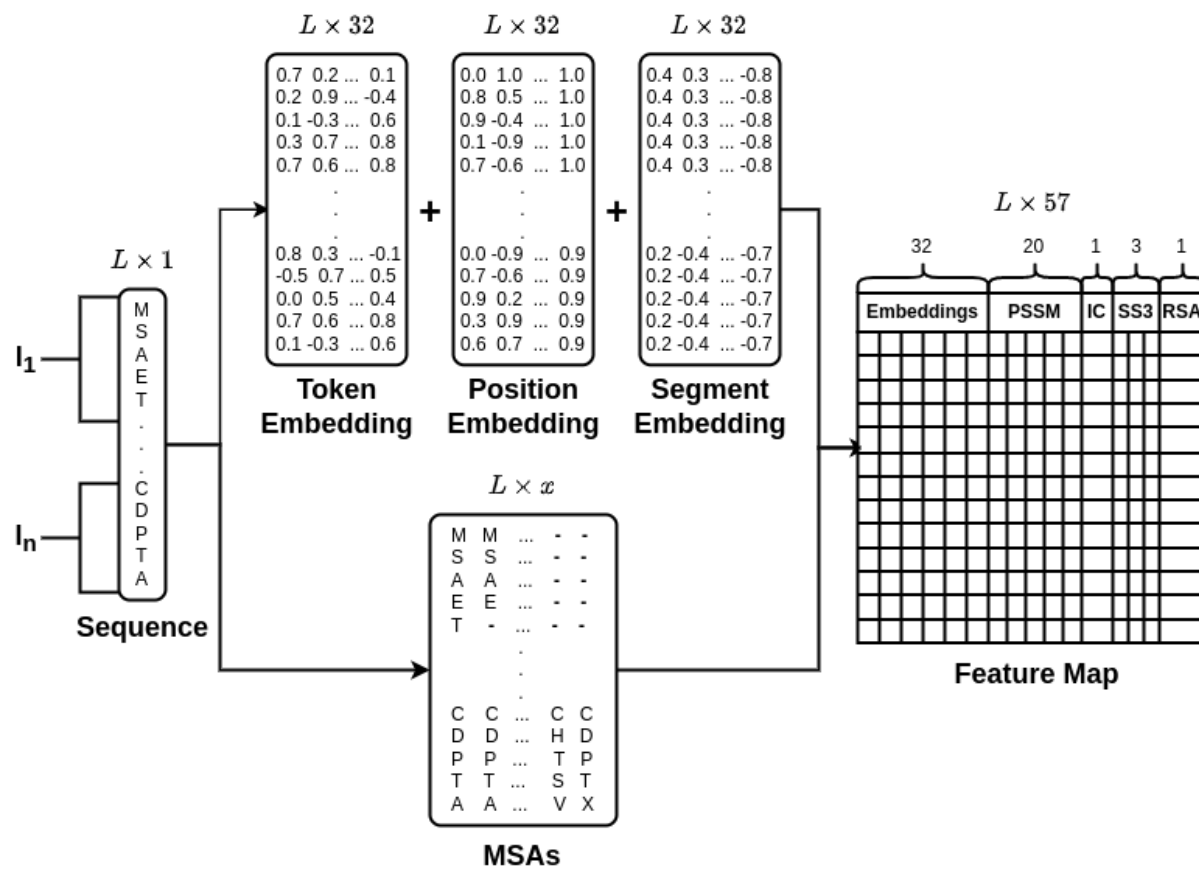 L × 32
L × 32
L × 32
0.7 0.2 ... 0.1
0.2 0.9 ... -0.4
0.1 -0.3 ... 0.6
0.3 0.7 ... 0.8
0.7 0.6 ... 0.8
.
.
.
0.8 0.3 ... -0.1
-0.5 0.7 ... 0.5
0.0 0.5 ... 0.4
0.7 0.6 ... 0.8
0.1 -0.3 ... 0.6
Token
Embedding
+
0.0 1.0 ... 1.0
0.8 0.5 ... 1.0
0.9 -0.4 ... 1.0
0.1 -0.9 ... 1.0
0.7 -0.6 ... 1.0
.
.
.
0.0 -0.9 ... 0.9
0.7 -0.6 ... 0.9
0.9 0.2 ... 0.9
0.3 0.9 ... 0.9
0.6 0.7 ... 0.9
Position
Embedding
+
0.4 0.3 ... -0.8
0.4 0.3 ... -0.8
0.4 0.3 ... -0.8
0.4 0.3 ... -0.8
0.4 0.3 ... -0.8
.
.
.
0.2 -0.4 ... -0.7
0.2 -0.4 ... -0.7
0.2 -0.4 ... -0.7
0.2 -0.4 ... -0.7
0.2 -0.4 ... -0.7
Segment
Embedding
L × 1
I1
In
M
S
A
E
T
.
.
.
C
D
P
T
A
Sequence
L × x
M M ... - -
S S ... - -
A A ... - -
E E ... - -
T - ... - -
.
.
.
C C ... C C
D D ... H D
P P ... T P
T T ... S T
A A ... V X
MSAs
L × 57
32 20 1 3 1
Embeddings PSSM IC SS3 RSA
Feature Map